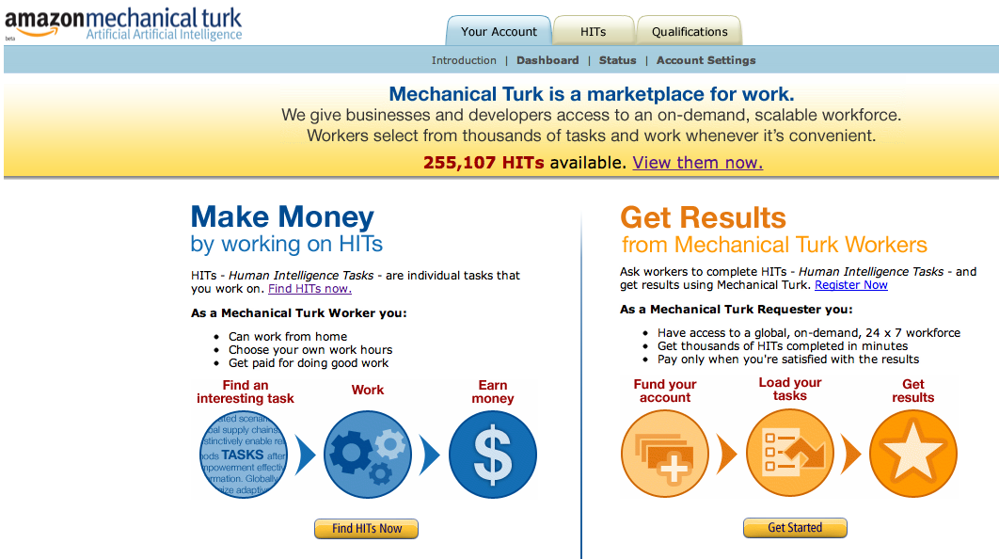 amazonmechanical turk
beta
Artificial Artificial Intelligence
Your Account
HITs
Qualifications
Introduction | Dashboard | Status | Account Settings
Mechanical Turk is a marketplace for work.
We give businesses and developers access to an on-demand, scalable workforce.
Workers select from thousands of tasks and work whenever it's convenient.
255,107 HITs available. View them now.
Make Money
by working on HITs
HITs - Human Intelligence Tasks - are individual tasks that
you work on. Find HITs now.
As a Mechanical Turk Worker you:
• Can work from home
• Choose your own work hours
• Get paid for doing good work
Find an
interesting task
Work
Earn
money
ated scenar
bal supply chains
stinctively enable re
ods TASKS after
mpowerment effectiv
rmation. Globally
ize adaptiv
$
Find HITs Now
Get Results
from Mechanical Turk Workers
Ask workers to complete HITs - Human Intelligence Tasks - and
get results using Mechanical Turk. Register Now
As a Mechanical Turk Requester you:
• Have access to a global, on-demand, 24 x 7 workforce
• Get thousands of HITs completed in minutes
• Pay only when you're satisfied with the results
Fund your
account
Load your
tasks
Get
results
Get Started